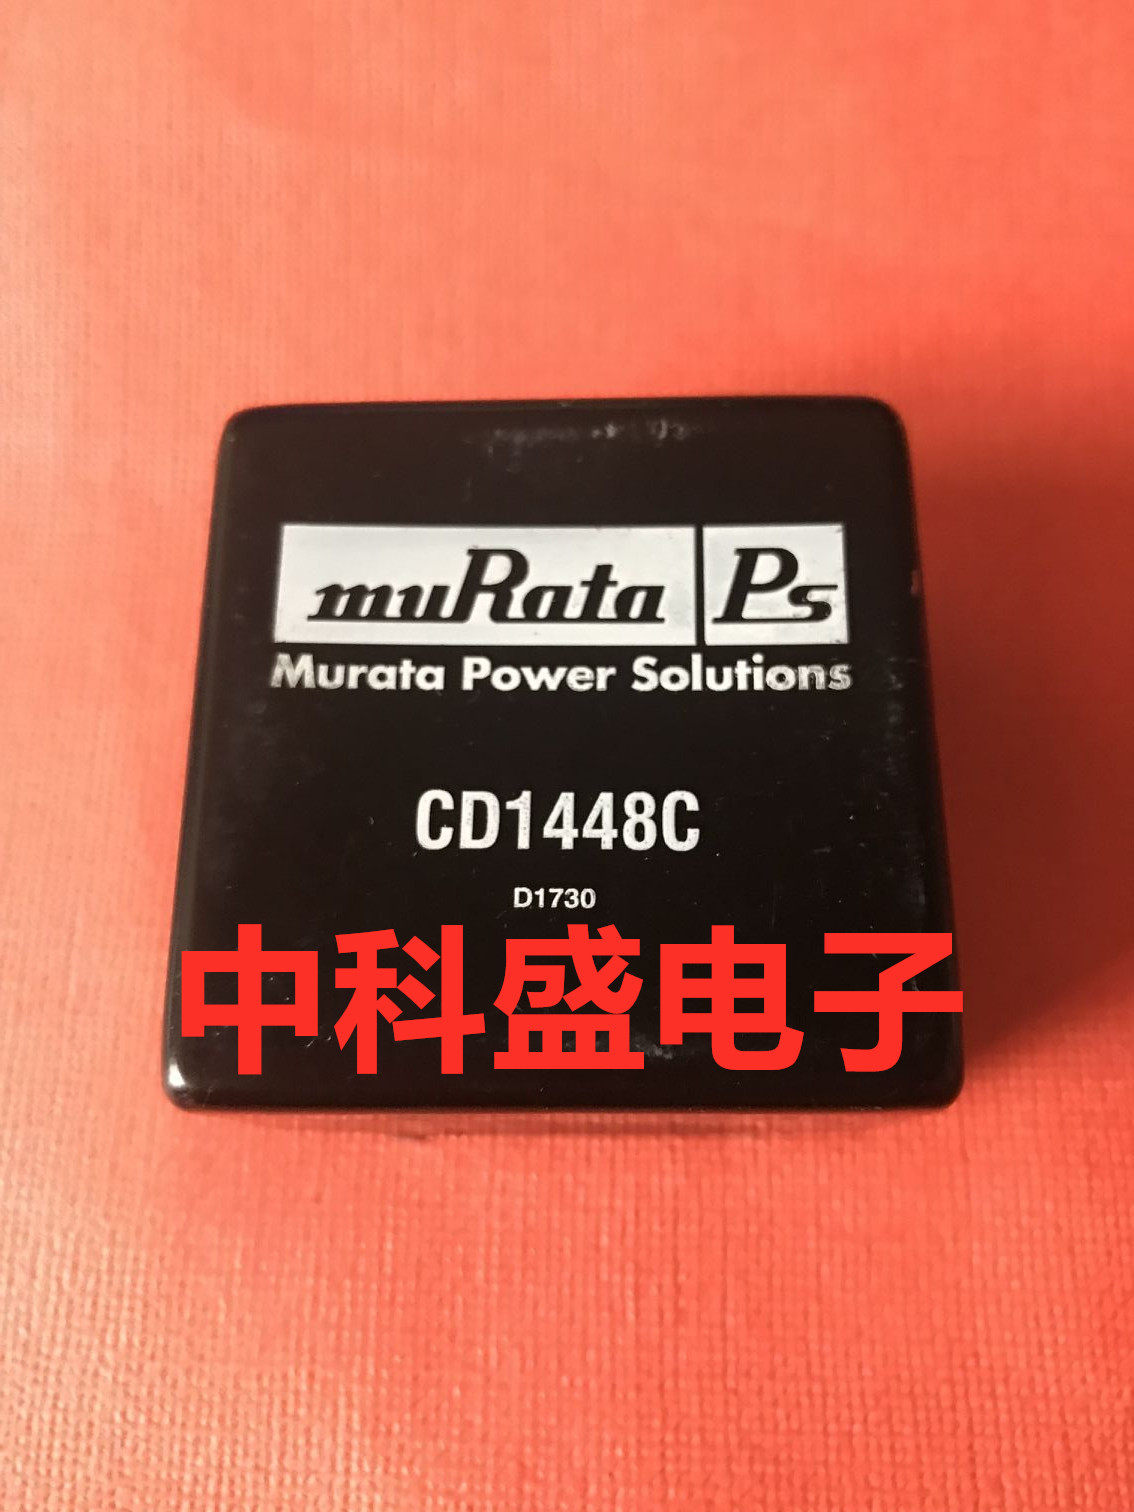 muRata Ps
Murata Power Solutions
CD1448C
D1730
中科盛电子